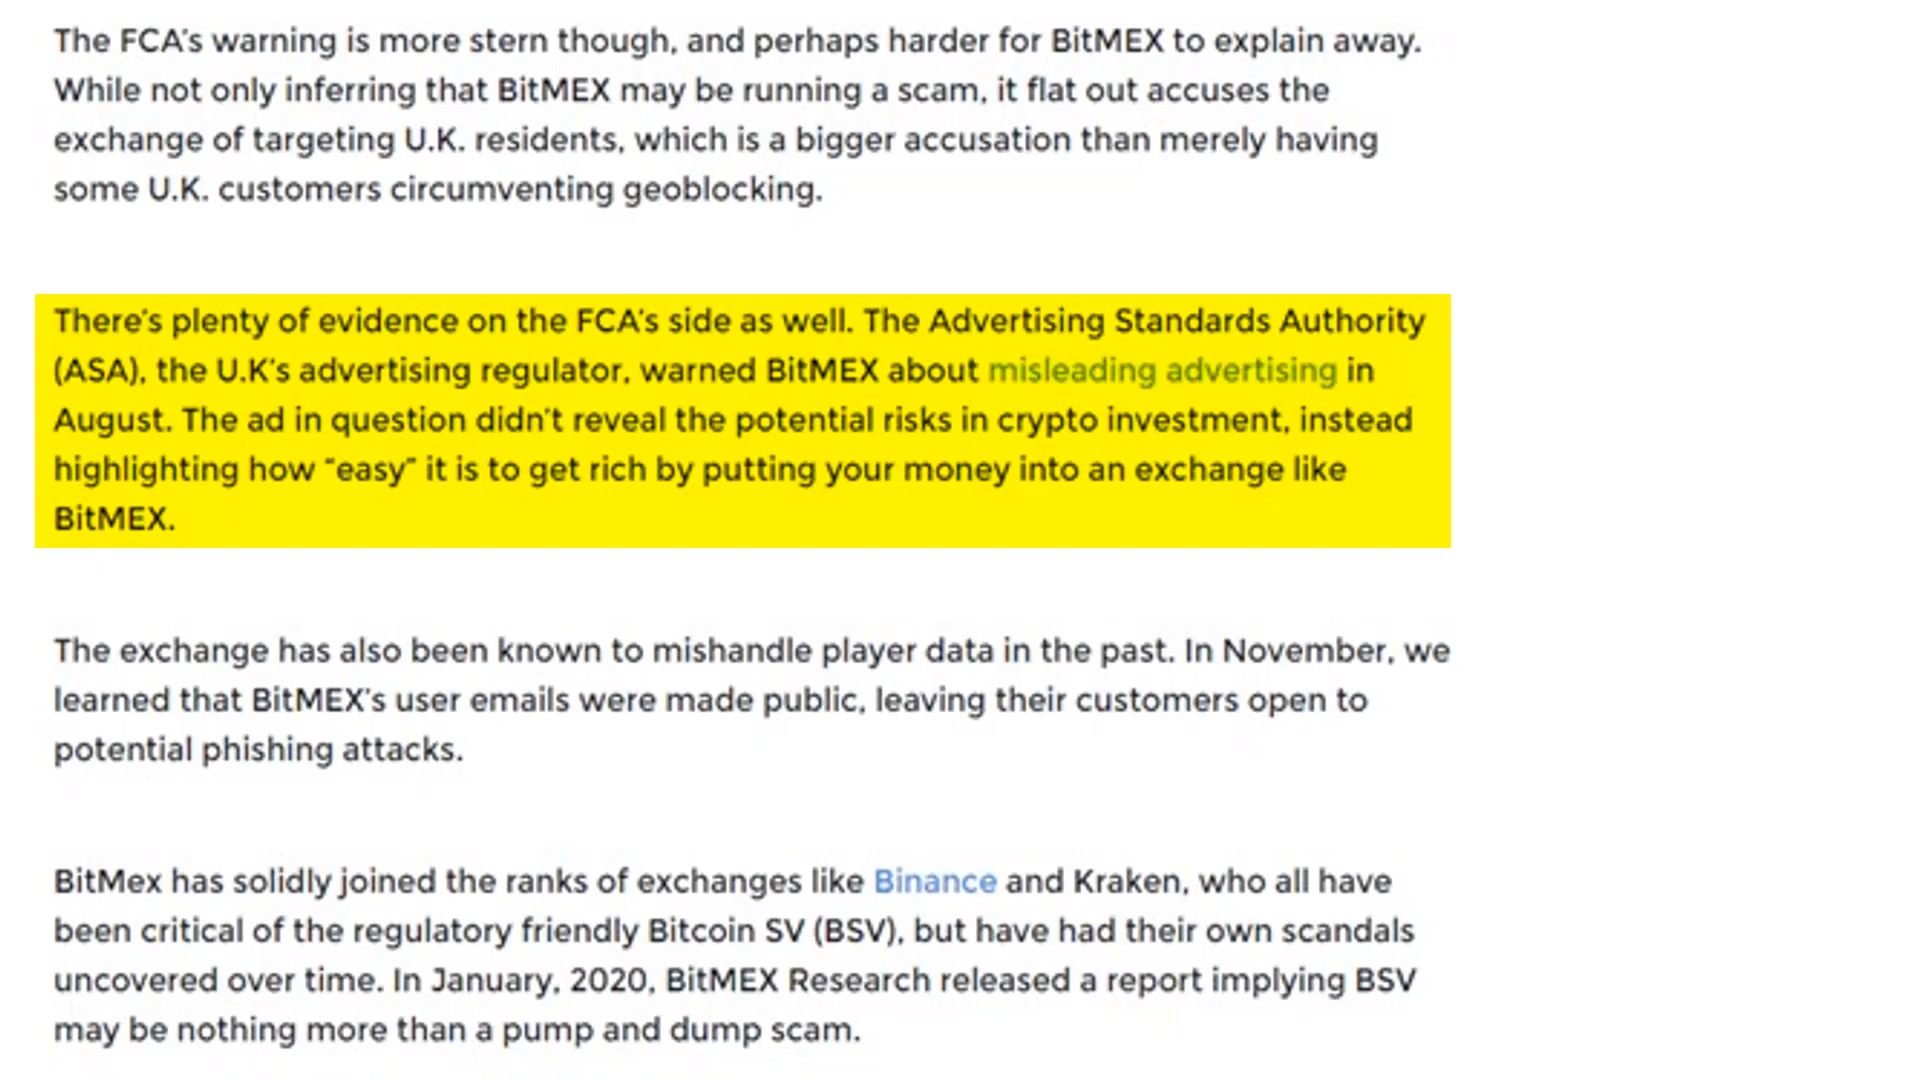 The FCA's warning is more stern though, and perhaps harder for BitMEX to explain away.
While not only inferring that BitMEX may be running a scam, it flat out accuses the
exchange of targeting U.K. residents, which is a bigger accusation than merely having
some U.K. customers circumventing geoblocking.
There's plenty of evidence on the FCA's side as well. The Advertising Standards Authority
(ASA), the U.K's advertising regulator, warned BitMEX about misleading advertising in
August. The ad in question didn't reveal the potential risks in crypto investment, instead
highlighting how "easy" it is to get rich by putting your money into an exchange like
BitMEX.
The exchange has also been known to mishandle player data in the past. In November, we
learned that BitMEX's user emails were made public, leaving their customers open to
potential phishing attacks.
BitMex has solidly joined the ranks of exchanges like Binance and Kraken, who all have
been critical of the regulatory friendly Bitcoin SV (BSV), but have had their own scandals
uncovered over time. In January, 2020, BitMEX Research released a report implying BSV
may be nothing more than a pump and dump scam.